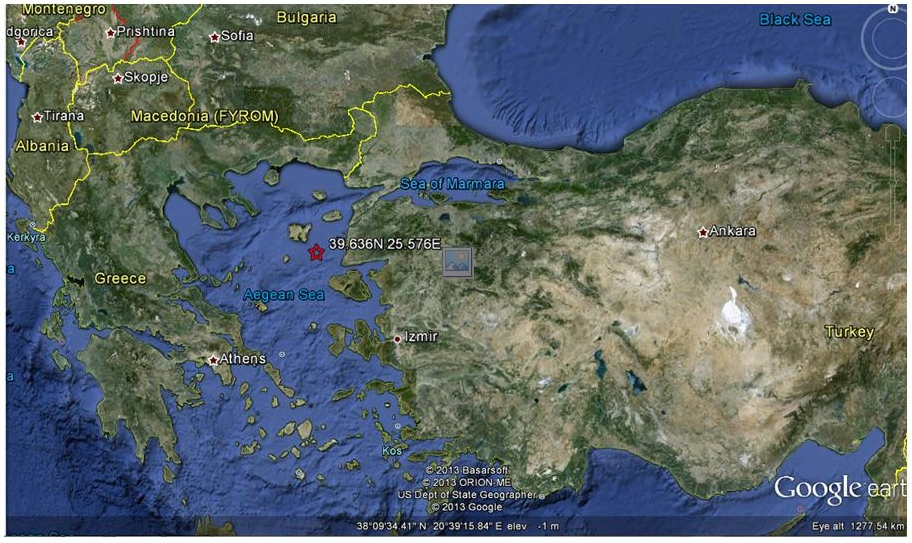 Montenegro
Bulgaria
Black Sea
N
dgorica
Prishtina
Sofia
Skopje
Tirana
Macedonia (FYROM)
Albania
Sea of Marmara
Kerkyra
39.636N 25.576E
Ankara
a
Greece
Aegean Sea
Turkey
Izmir
Athens
a
Kos
© 2013 Basarsoft
© 2013 ORION-ME
US Dept of State Geographer
© 2013 Google
Google eart
38°09'34.41" N 20°39'15.84" E elev -1 m
Eye alt 1277.54 km